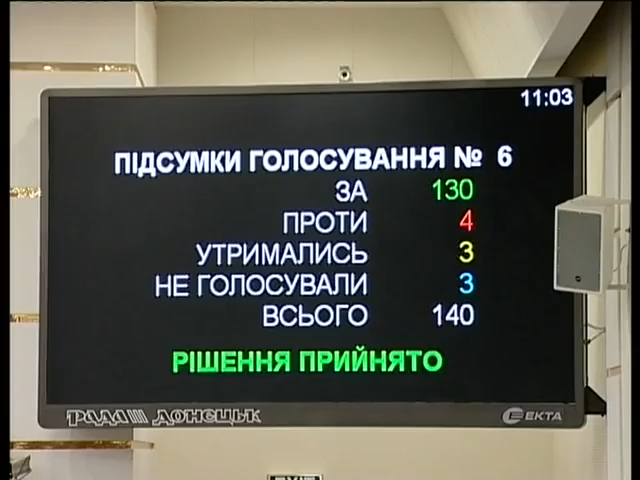 11:03
ПІДСУМКИ ГОЛОСУВАННЯ № 6
ЗА 130
ПРОТИ 4
УТРИМАЛИСЬ 3
НЕ ГОЛОСУВАЛИ 3
ВСЬОГО 140
РІШЕННЯ ПРИЙНЯТО
РАДА ДОНЕЦЬК
ЕКТА